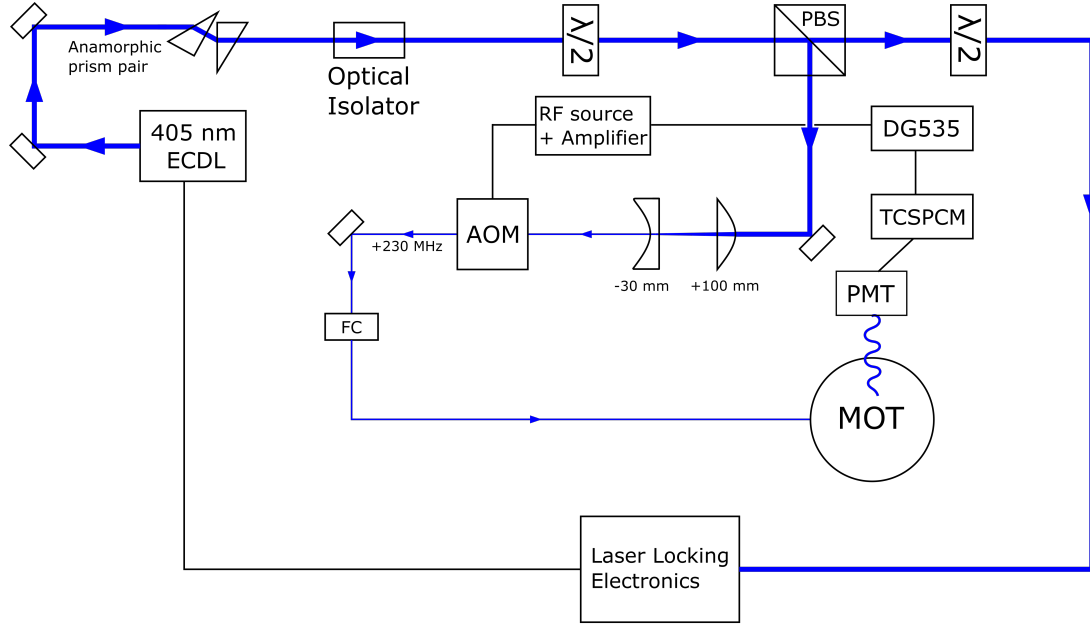 Anamorphic
prism pair
Optical
Isolator
λ/2
PBS
λ/2
405 nm
ECDL
RF source
+ Amplifier
DG535
TCSPCM
AOM
+230 MHz
-30 mm
+100 mm
PMT
FC
MOT
Laser Locking
Electronics